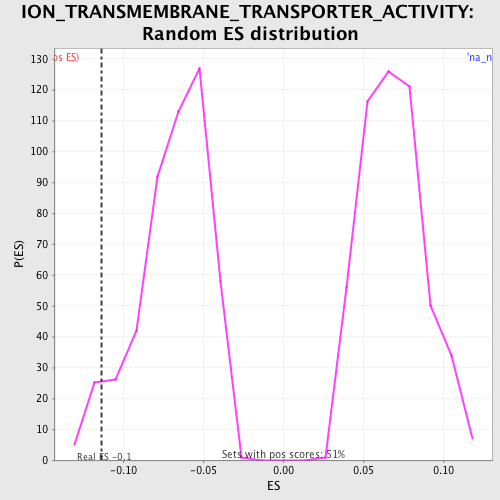 ION_TRANSMEMBRANE_TRANSPORTER_ACTIVITY:
Random ES distribution
os ES)
'na_n
130
120
110
100
90
80
70
60
50
40
30
20
10
0
P(ES)
Real ES -0.1
Sets with pos scores: 51%
-0.10
-0.05
0.00
0.05
0.10
ES